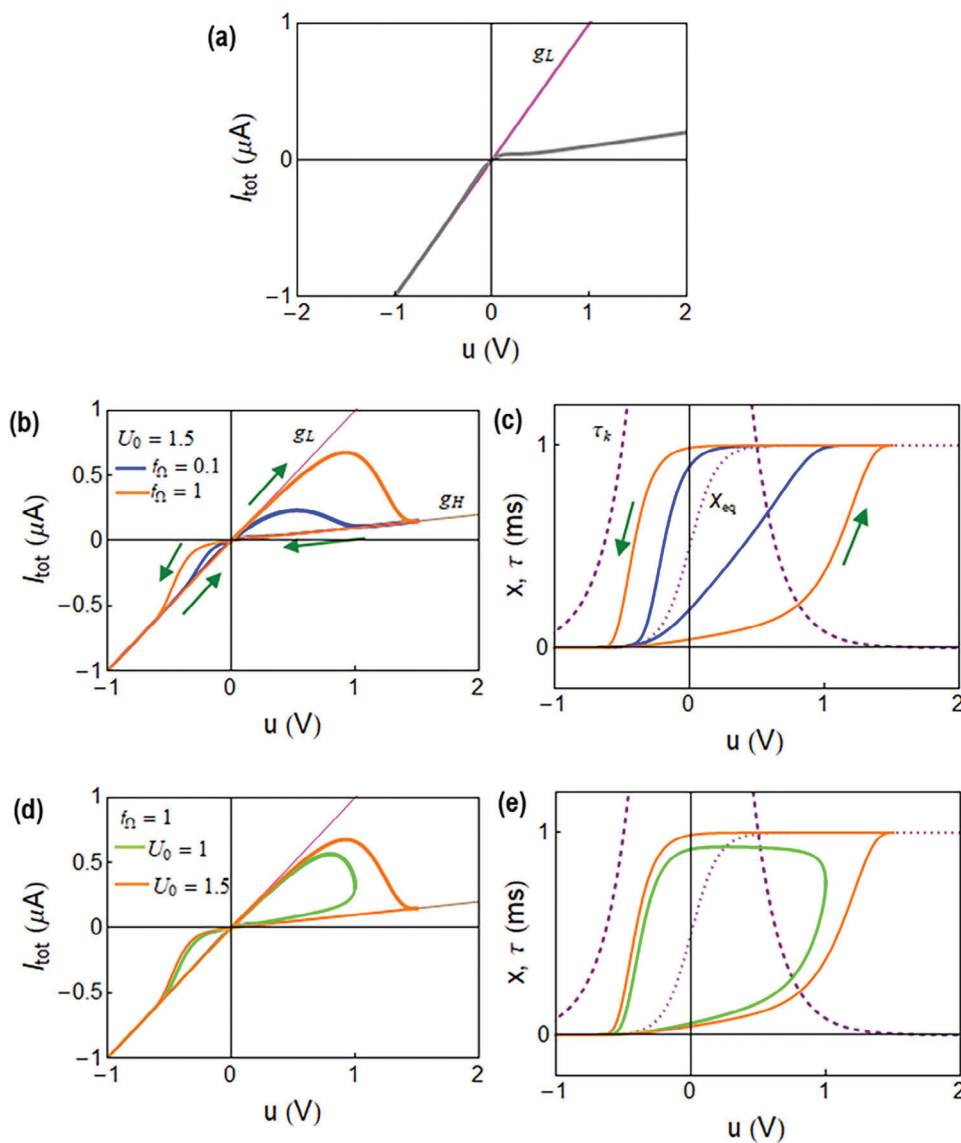 (a)
1
g_L
I_tot (μA)
0
−1
−2 −1 0 1 2
u (V)
(b)
1
U_0 = 1.5
f_Ω = 0.1
f_Ω = 1
g_L
g_H
0.5
I_tot (μA)
0
−0.5
−1
−1 0 1 2
u (V)
(c)
τ_k
1
X_eq
x, τ (ms)
0
−1 0 1 2
u (V)
(d)
1
f_Ω = 1
U_0 = 1
U_0 = 1.5
0.5
I_tot (μA)
0
−0.5
−1
−1 0 1 2
u (V)
(e)
1
x, τ (ms)
0
−1 0 1 2
u (V)